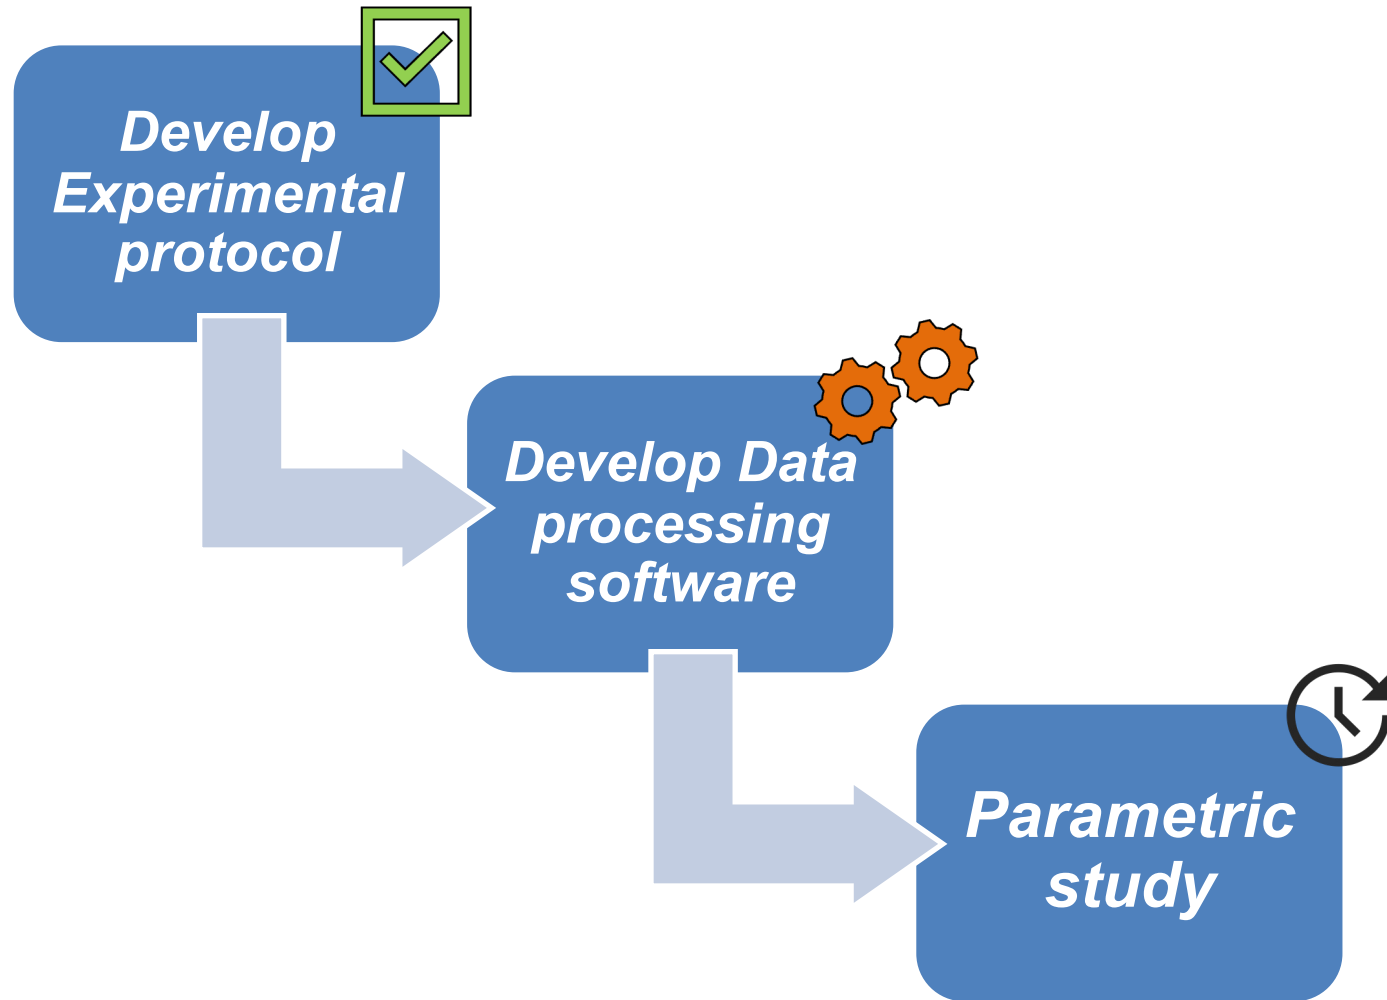 Develop
Experimental
protocol
Develop Data
processing
software
Parametric
study